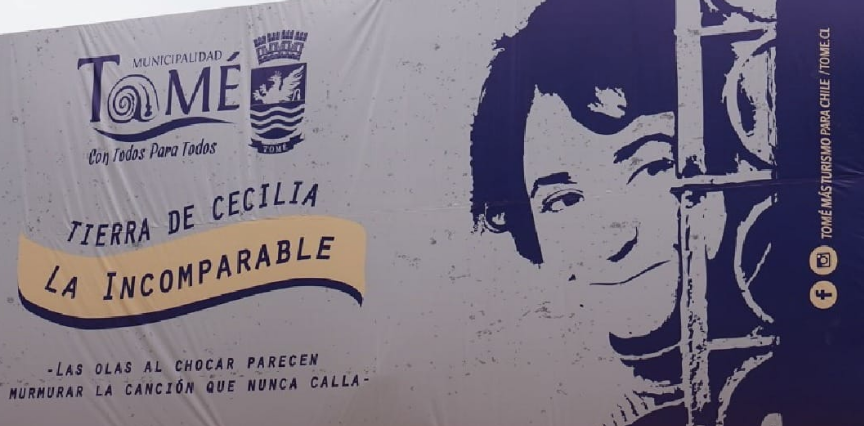 MUNICIPALIDAD
TOMÉ
Con Todos Para Todos
TOMÉ
TIERRA DE CECILIA
LA INCOMPARABLE
-LAS OLAS AL CHOCAR PARECEN
MURMURAR LA CANCIÓN QUE NUNCA CALLA-
TOMÉ MÁS TURISMO PARA CHILE /TOME.CL